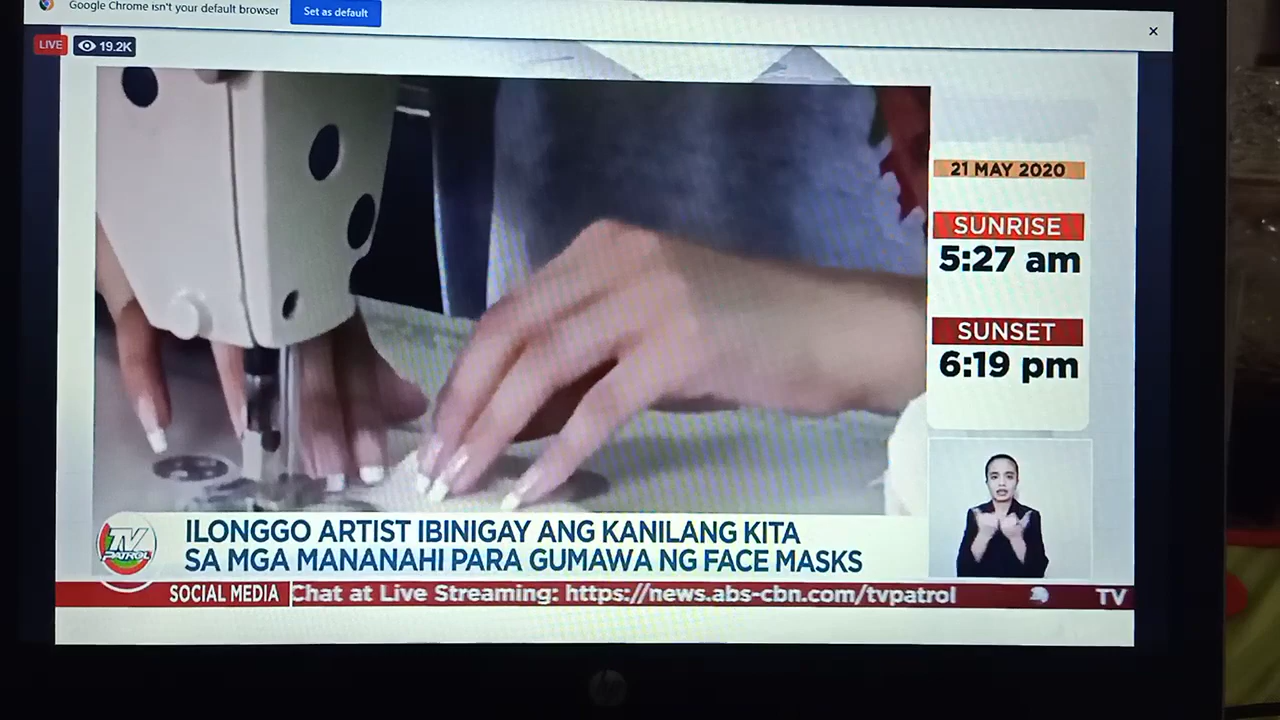 Google Chrome isn't your default browser
Set as default
LIVE
19.2K
21 MAY 2020
SUNRISE
5:27 am
SUNSET
6:19 pm
TV PATROL
ILONGGO ARTIST IBINIGAY ANG KANILANG KITA
SA MGA MANANAHI PARA GUMAWA NG FACE MASKS
SOCIAL MEDIA Chat at Live Streaming: https://news.abs-cbn.com/tvpatrol TV
hp